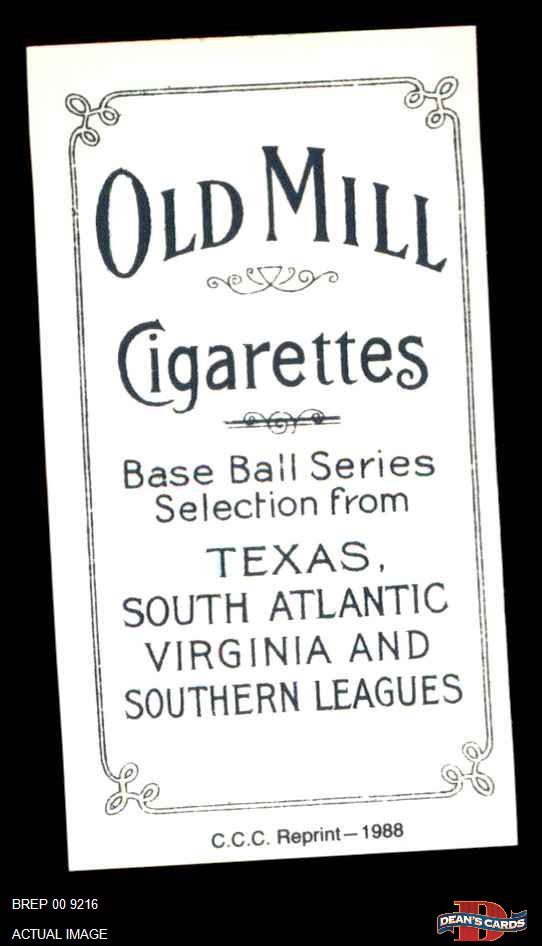 OLD MILL
Cigarettes
Base Ball Series
Selection from
TEXAS,
SOUTH ATLANTIC
VIRGINIA AND
SOUTHERN LEAGUES
C.C.C. Reprint—1988
BREP 00 9216
ACTUAL IMAGE
D
DEAN'S CARDS